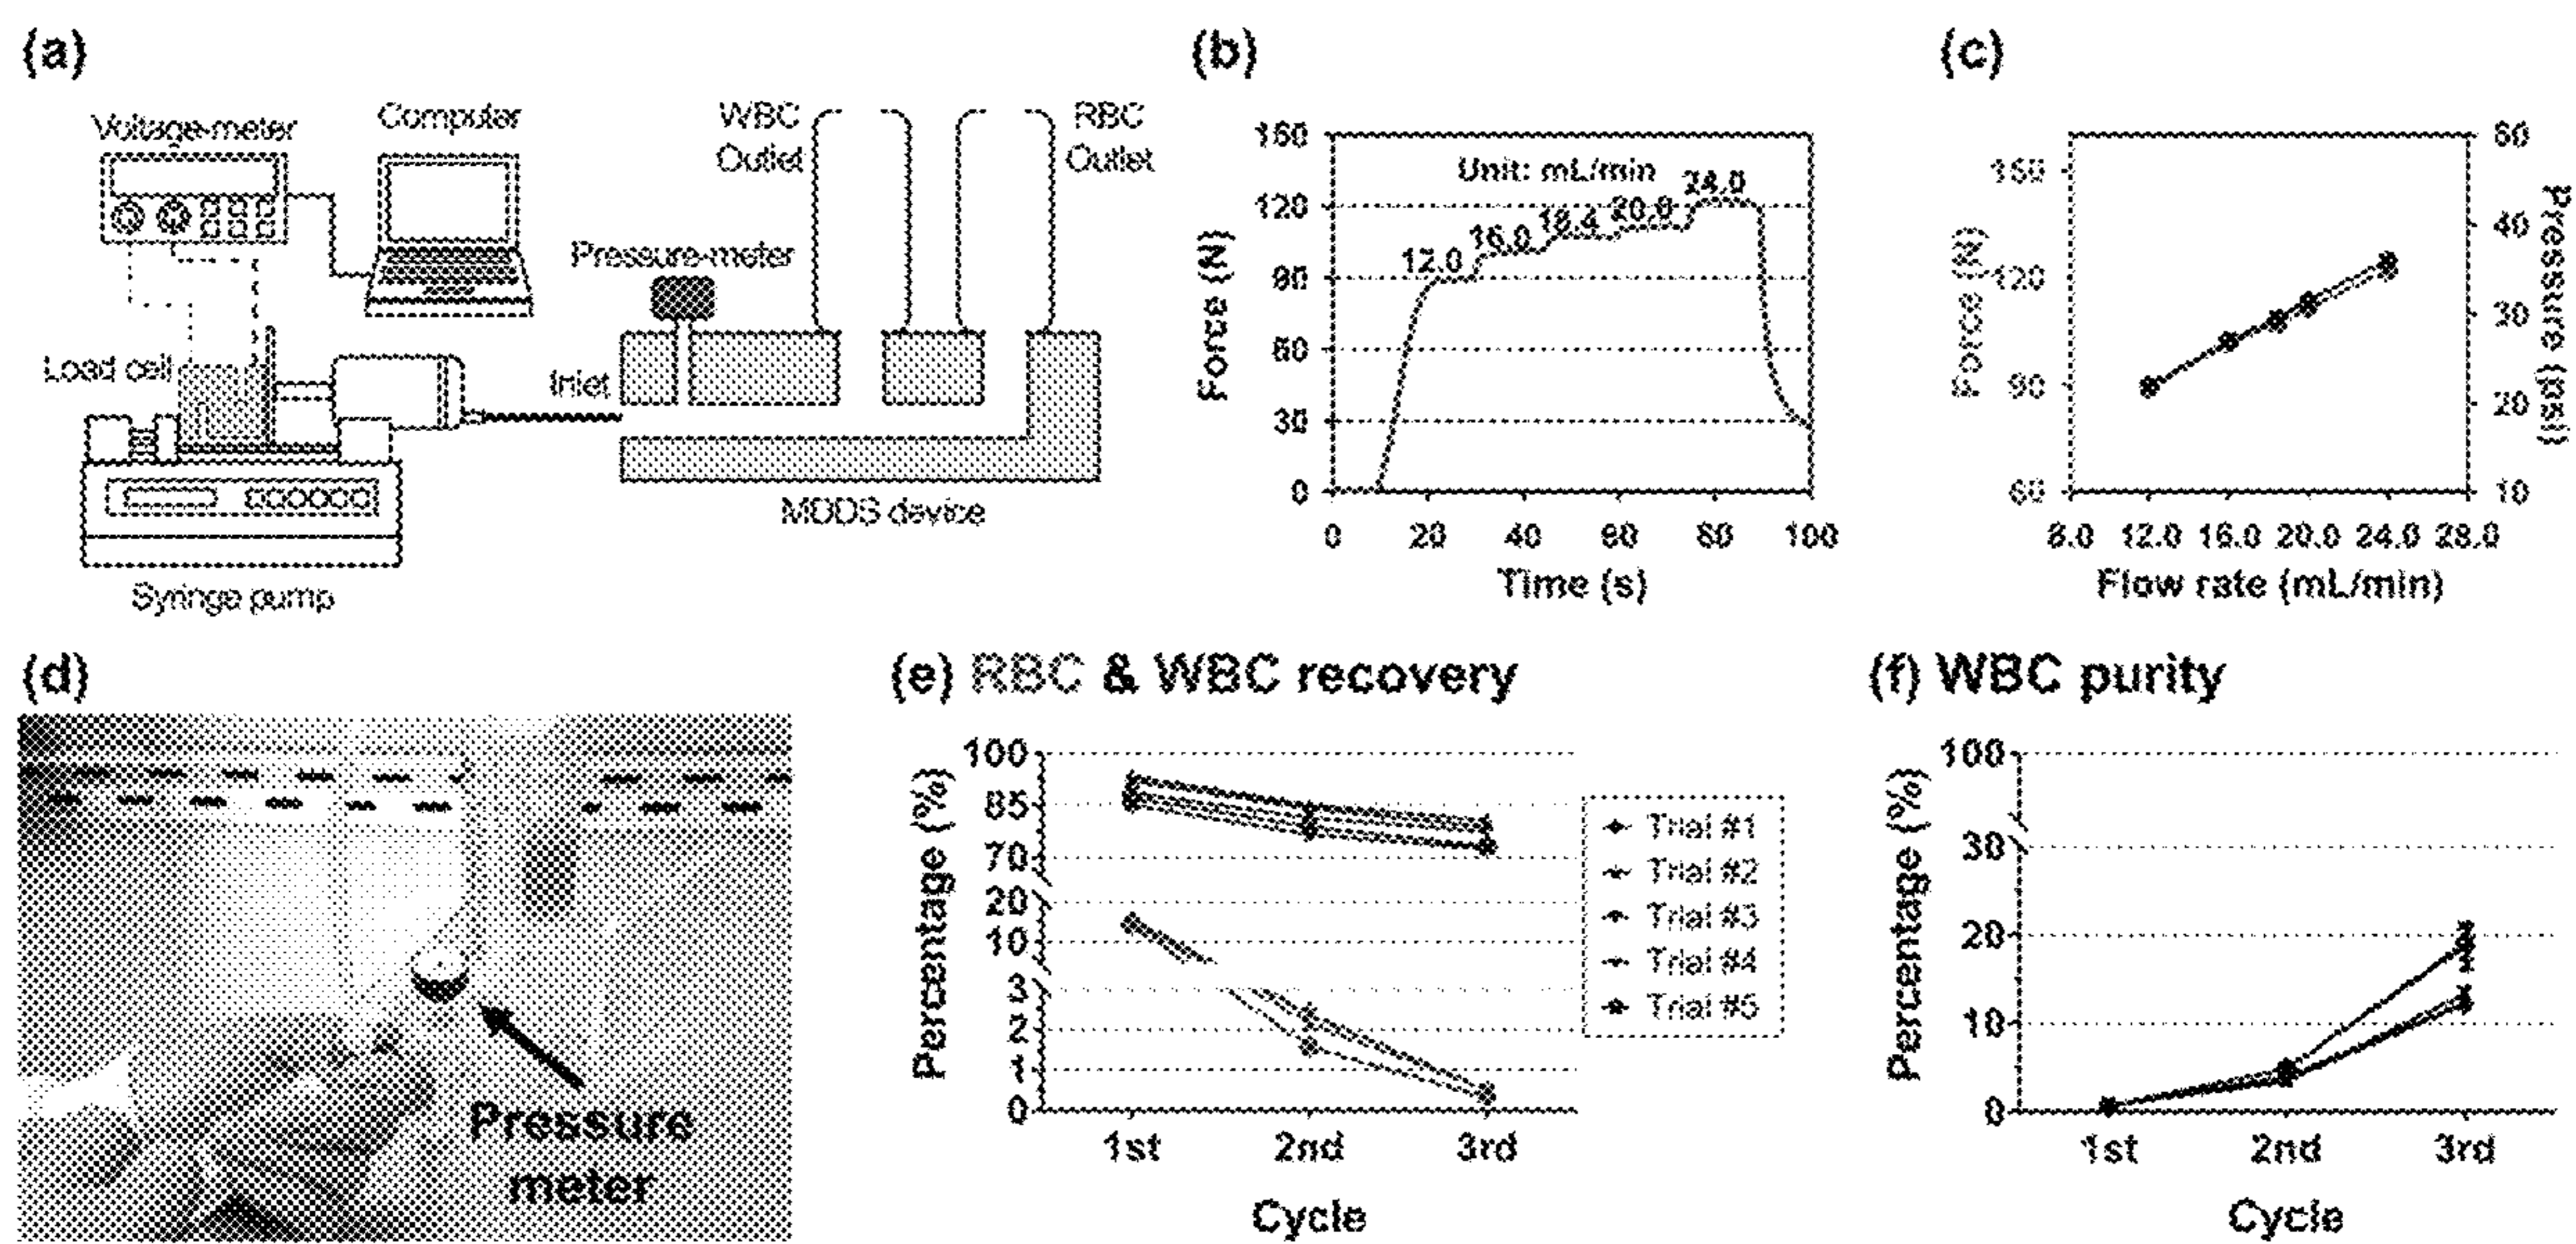 (a)
Voltage-meter
Computer
WBC
Outlet
RBC
Outlet
Pressure-meter
Load cell
Inlet
MDDS device
Syringe pump
(b)
Force (N)
150
120
90
60
30
0
Unit: mL/min
12.0
16.0
18.4
20.0
24.0
0 20 40 60 80 100
Time (s)
(c)
Force (N)
150
120
90
60
50
40
30
20
10
Pressure (psi)
8.0 12.0 16.0 20.0 24.0 28.0
Flow rate (mL/min)
(d)
Pressure
meter
(e) RBC & WBC recovery
Percentage (%)
100
85
70
20
10
3
2
1
0
1st 2nd 3rd
Cycle
Trial #1
Trial #2
Trial #3
Trial #4
Trial #5
(f) WBC purity
Percentage (%)
100
30
20
10
0
1st 2nd 3rd
Cycle